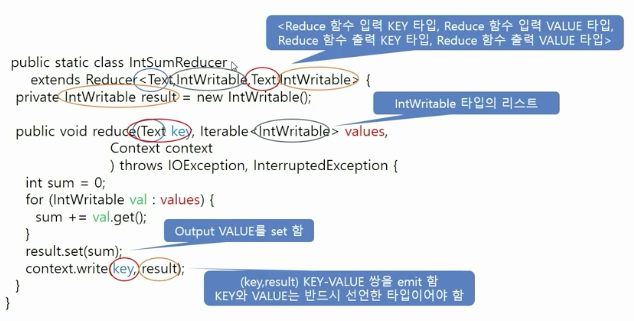 <Reduce 함수 입력 KEY 타입, Reduce 함수 입력 VALUE 타입,
Reduce 함수 출력 KEY 타입, Reduce 함수 출력 VALUE 타입>
public static class IntSumReducer
extends Reducer<Text,IntWritable,Text,IntWritable> {
private IntWritable result = new IntWritable();
IntWritable 타입의 리스트
public void reduce(Text key, Iterable<IntWritable> values,
Context context
) throws IOException, InterruptedException {
int sum = 0;
for (IntWritable val : values) {
sum += val.get();
}
Output VALUE를 set 함
result.set(sum);
context.write(key, result);
(key,result) KEY-VALUE 쌍을 emit 함
KEY와 VALUE는 반드시 선언한 타입이어야 함
}
}